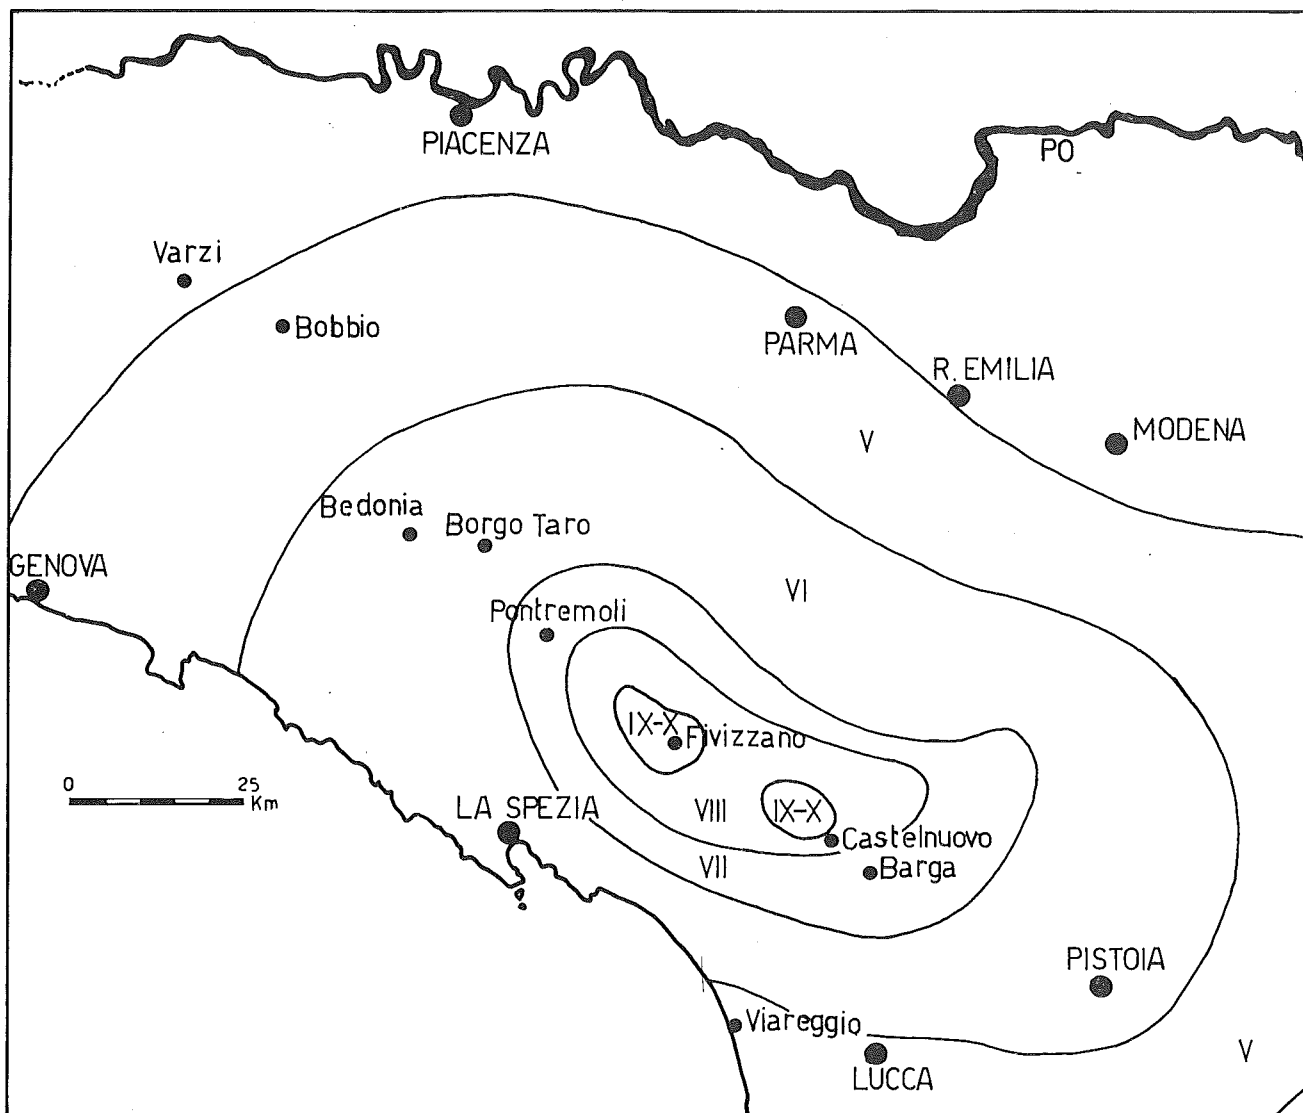 PIACENZA
PO
Varzi
Bobbio
PARMA
R. EMILIA
V
MODENA
Bedonia
Borgo Taro
GENOVA
VI
Pontremoli
IX-X
Fivizzano
0 25
Km
LA SPEZIA
VIII
IX-X
Castelnuovo
VII
Barga
PISTOIA
Viareggio
V
LUCCA